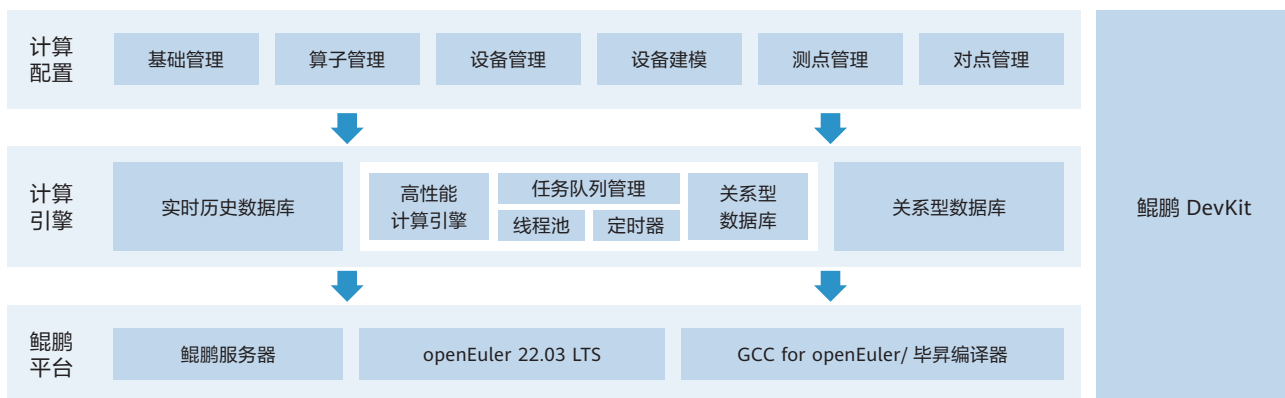 计算
配置
基础管理
算子管理
设备管理
设备建模
测点管理
对点管理
计算
引擎
实时历史数据库
高性能
计算引擎
任务队列管理
线程池
定时器
关系型
数据库
关系型数据库
鲲鹏 DevKit
鲲鹏
平台
鲲鹏服务器
openEuler 22.03 LTS
GCC for openEuler/ 毕昇编译器